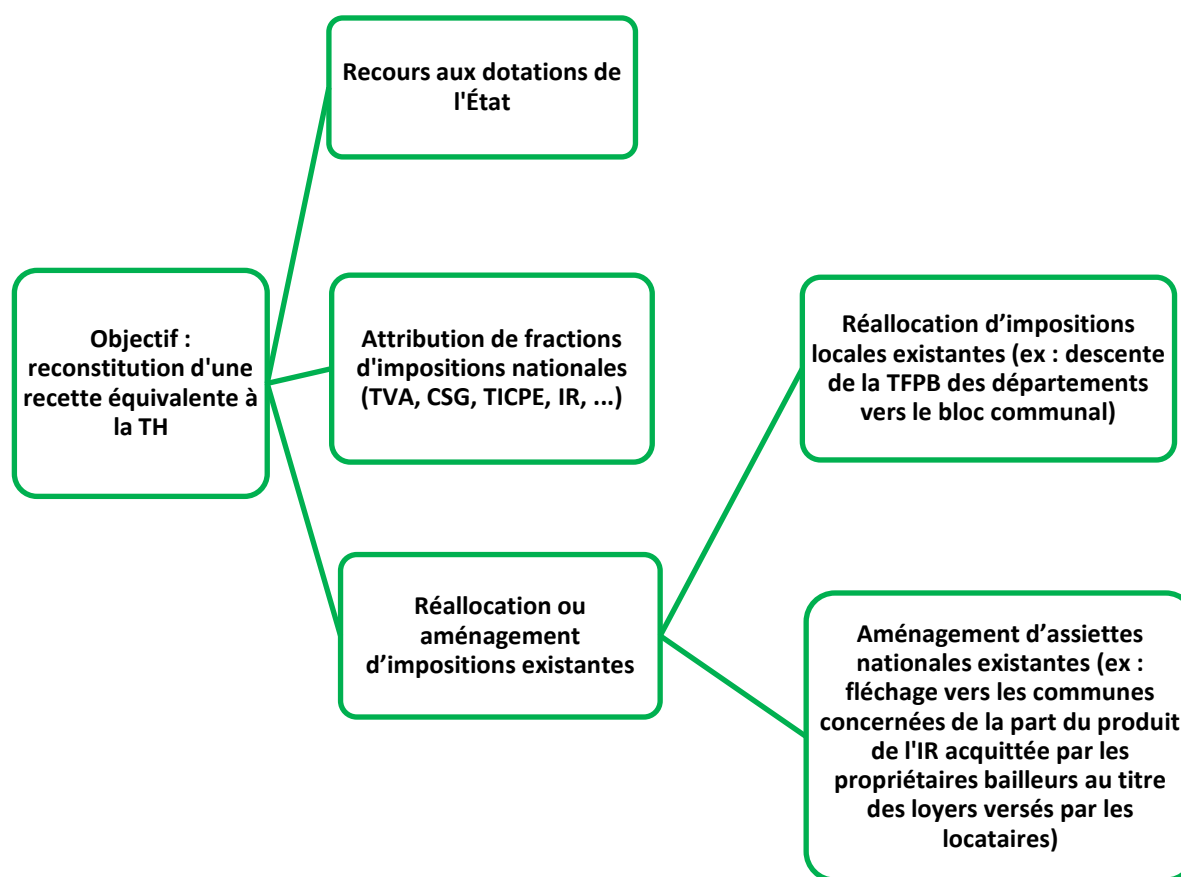 Recours aux dotations de
l'État
Objectif :
reconstitution d'une
recette équivalente à
la TH
Attribution de fractions
d'impositions nationales
(TVA, CSG, TICPE, IR, ...)
Réallocation d’impositions
locales existantes (ex : descente
de la TFPB des départements
vers le bloc communal)
Réallocation ou
aménagement
d’impositions existantes
Aménagement d’assiettes
nationales existantes (ex :
fléchage vers les communes
concernées de la part du produit
de l'IR acquittée par les
propriétaires bailleurs au titre
des loyers versés par les
locataires)